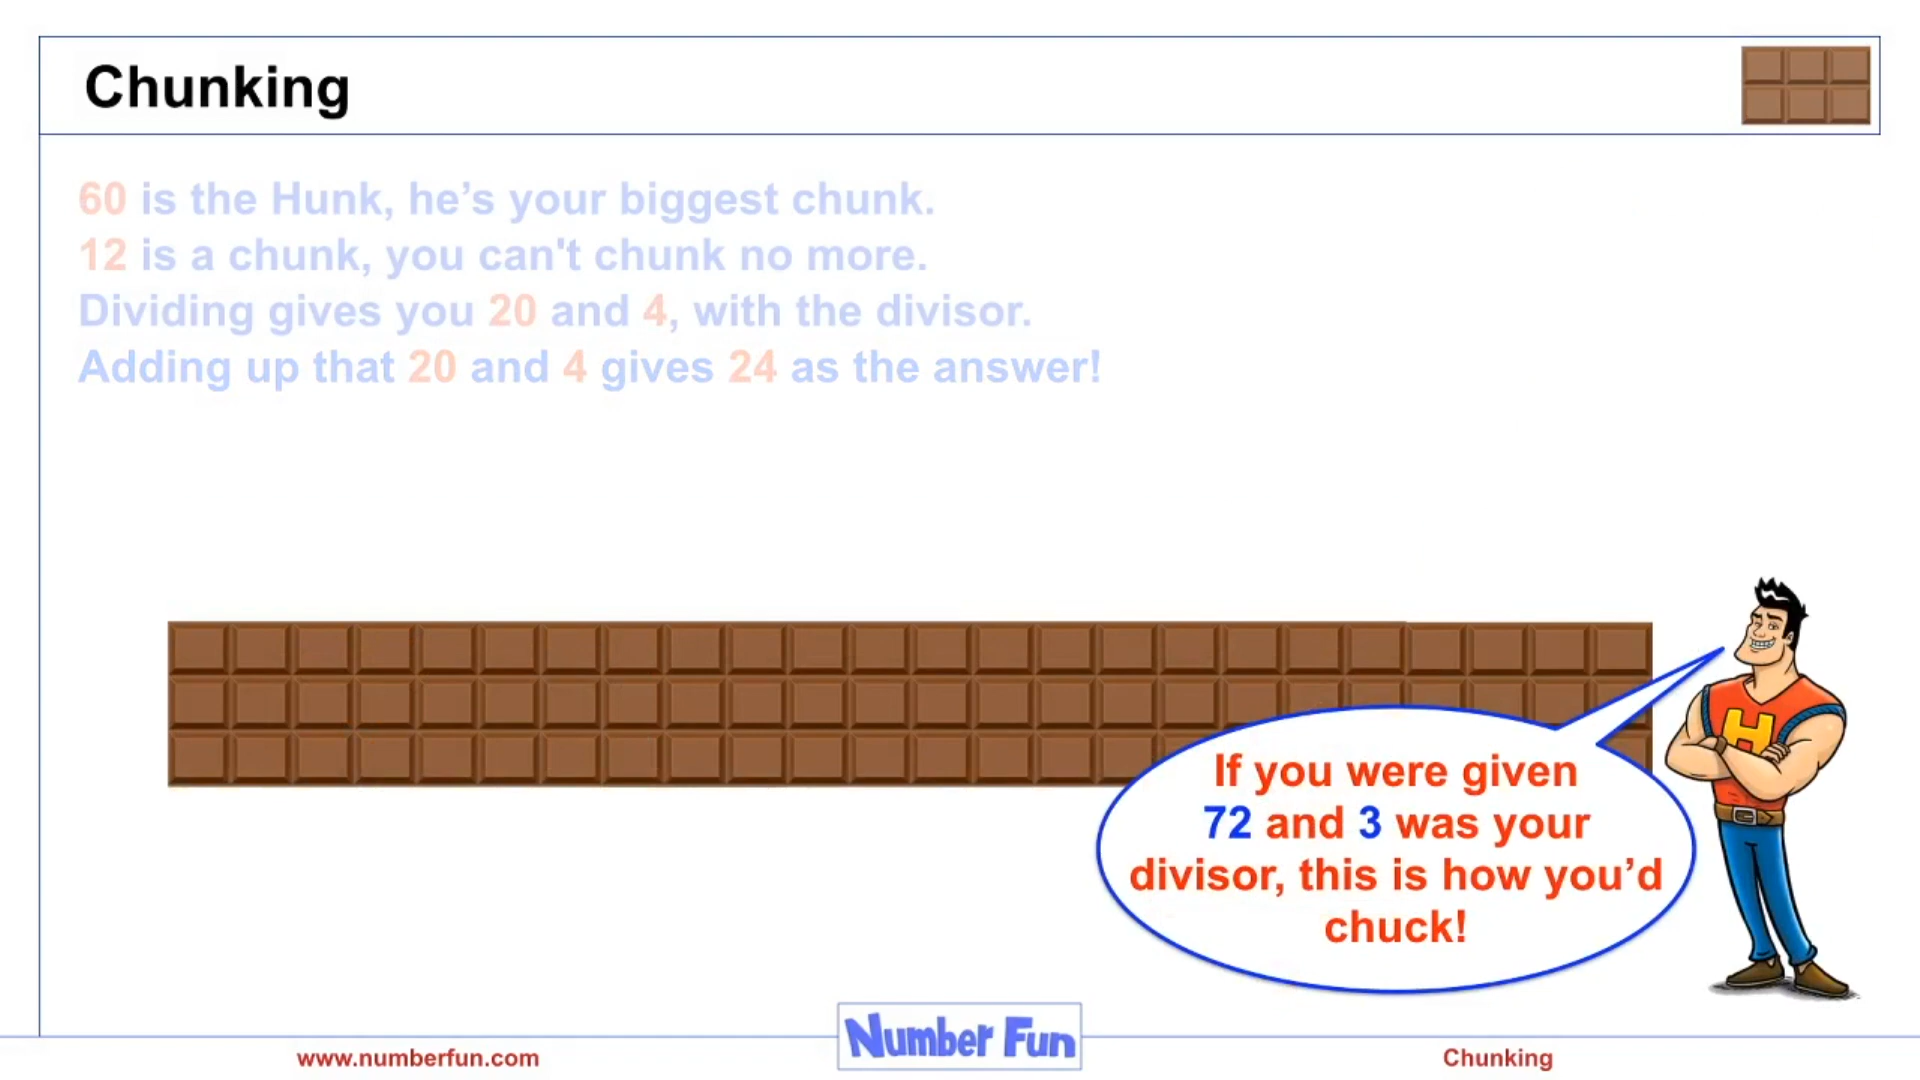 Chunking
60 is the Hunk, he’s your biggest chunk.
12 is a chunk, you can't chunk no more.
Dividing gives you 20 and 4, with the divisor.
Adding up that 20 and 4 gives 24 as the answer!
H
If you were given
72 and 3 was your
divisor, this is how you’d
chuck!
www.numberfun.com
Number Fun
Chunking